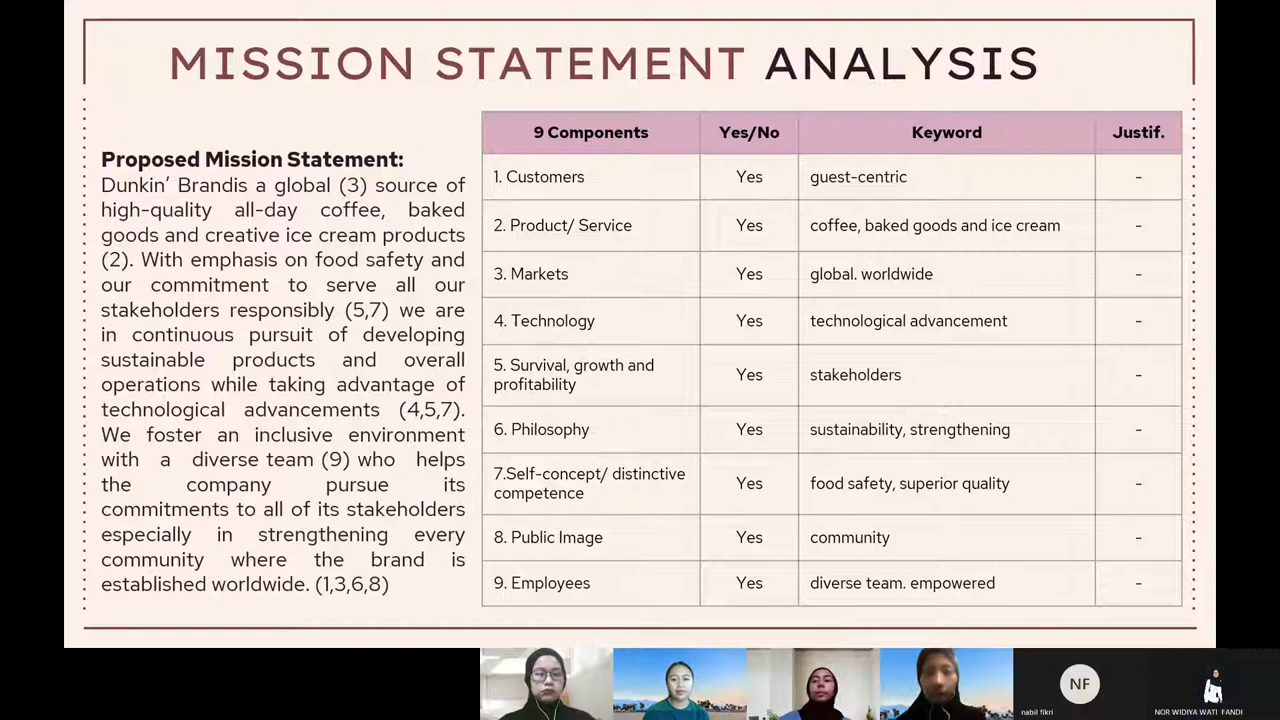 MISSION STATEMENT ANALYSIS
Proposed Mission Statement:
Dunkin’ Brandis a global (3) source of
high-quality all-day coffee, baked
goods and creative ice cream products
(2). With emphasis on food safety and
our commitment to serve all our
stakeholders responsibly (5,7) we are
in continuous pursuit of developing
sustainable products and overall
operations while taking advantage of
technological advancements (4,5,7).
We foster an inclusive environment
with a diverse team (9) who helps
the company pursue its
commitments to all of its stakeholders
especially in strengthening every
community where the brand is
established worldwide. (1,3,6,8)
9 Components Yes/No Keyword Justif.
1. Customers Yes guest-centric -
2. Product/ Service Yes coffee, baked goods and ice cream -
3. Markets Yes global. worldwide -
4. Technology Yes technological advancement -
5. Survival, growth and
profitability Yes stakeholders -
6. Philosophy Yes sustainability, strengthening -
7.Self-concept/ distinctive
competence Yes food safety, superior quality -
8. Public Image Yes community -
9. Employees Yes diverse team. empowered -
NF
nabil fikri
NOR WIDIYA WATI FANDI